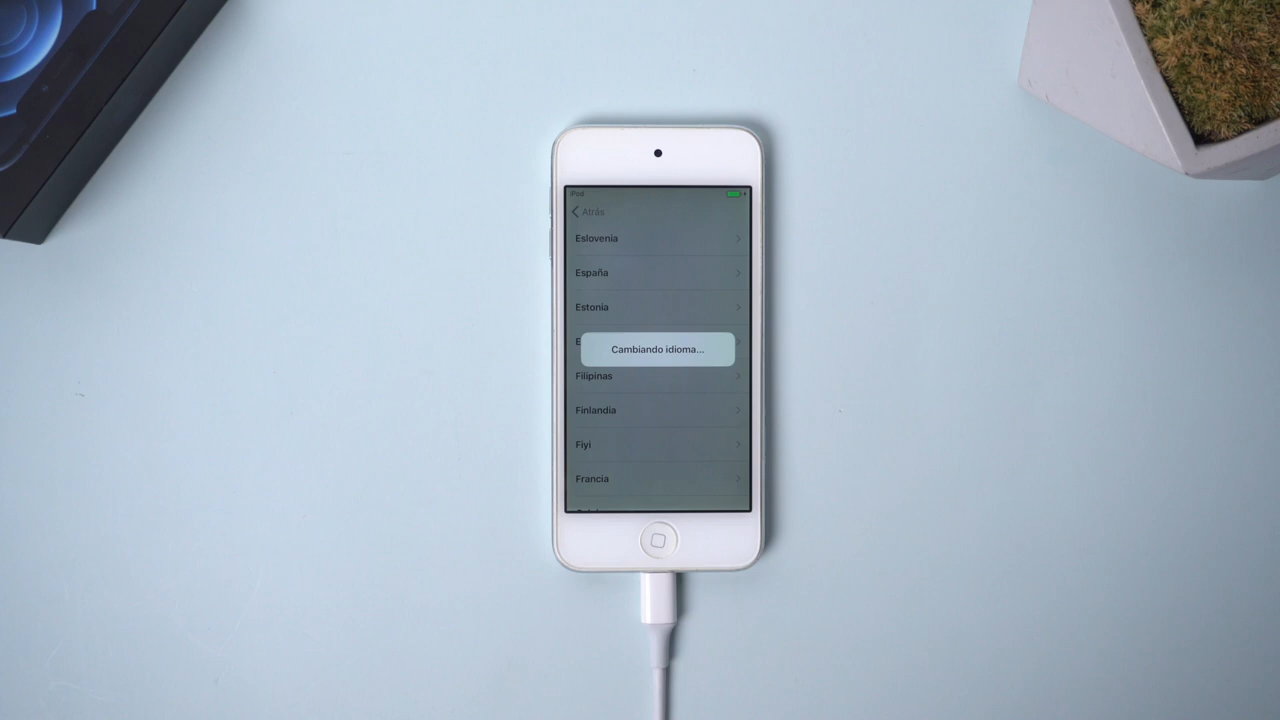 iPod
Atrás
Eslovenia
España
Estonia
Cambiando idioma...
Filipinas
Finlandia
Fiyi
Francia